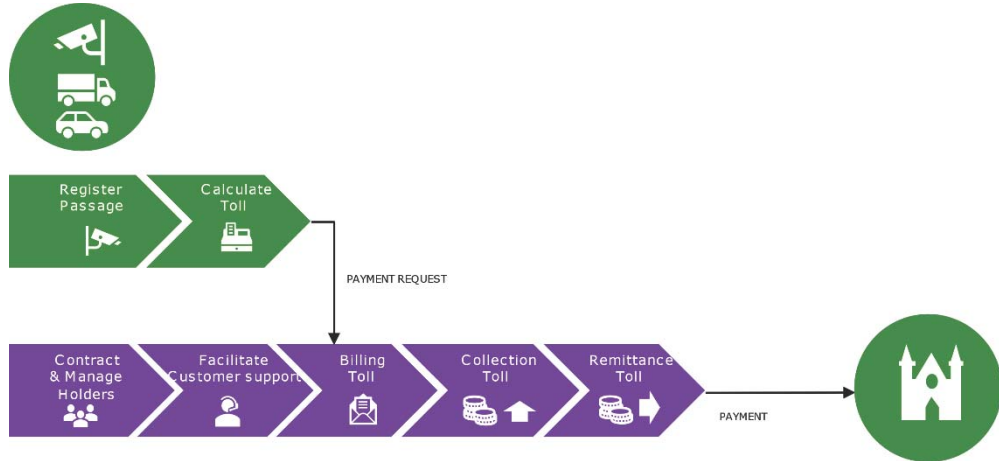 Register
Passage
Calculate
Toll
PAYMENT REQUEST
Contract
& Manage
Holders
Facilitate
Customer support
Billing
Toll
Collection
Toll
Remittance
Toll
PAYMENT